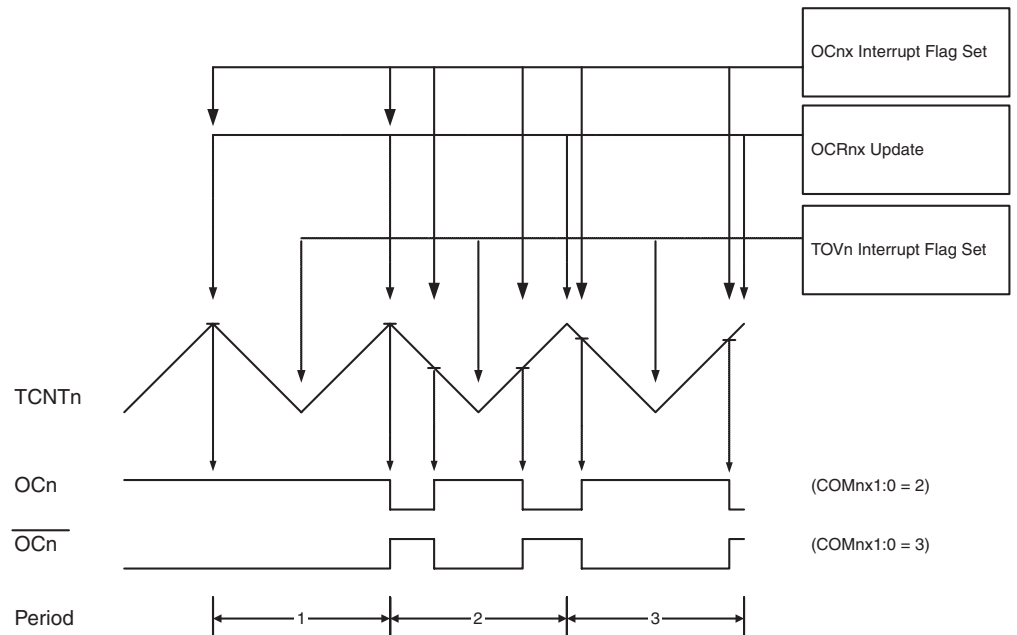 OCnx Interrupt Flag Set
OCRnx Update
TOVn Interrupt Flag Set
TCNTn
OCn
(COMnx1:0 = 2)
OCn
(COMnx1:0 = 3)
Period
1
2
3